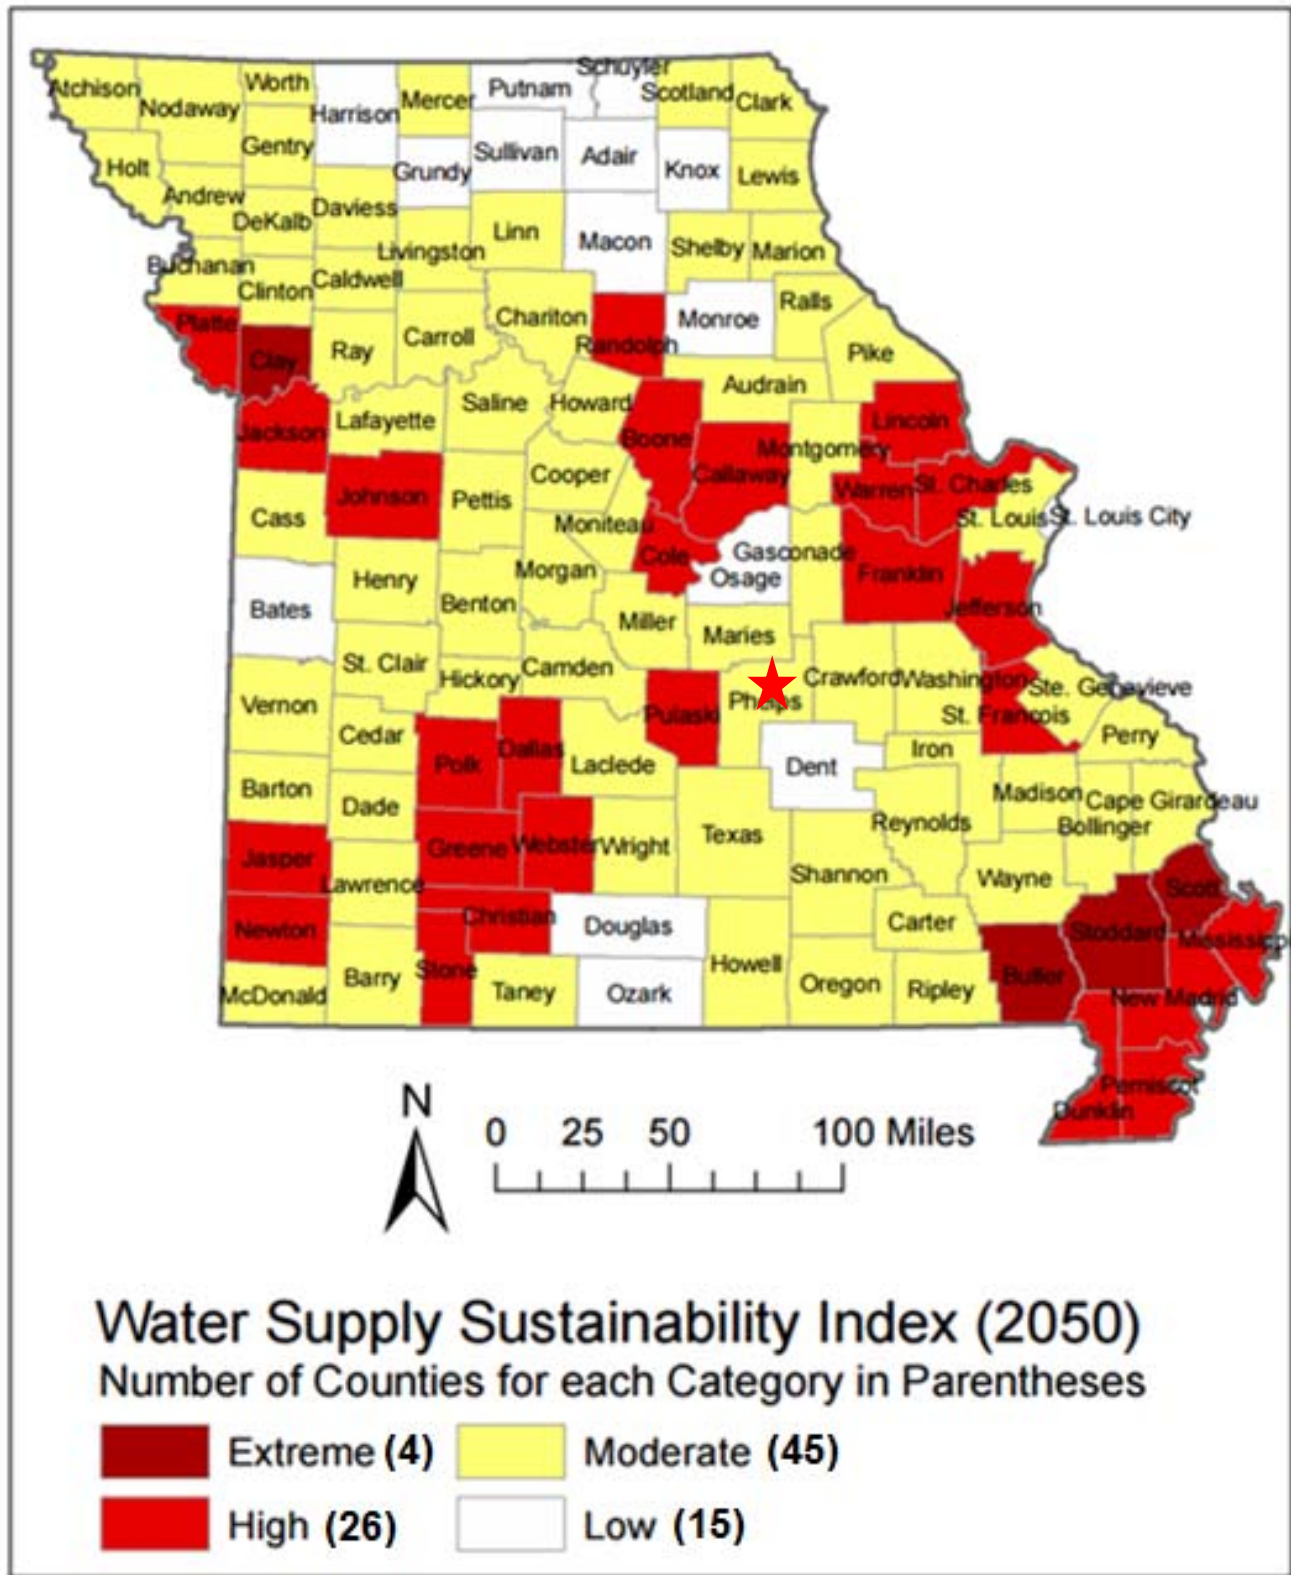 Schuyler
Atchison
Nodaway
Worth
Harrison
Mercer
Putnam
Scotland
Clark
Holt
Gentry
Grundy
Sullivan
Adair
Knox
Lewis
Andrew
DeKalb
Daviess
Livingston
Linn
Macon
Shelby
Marion
Buchanan
Clinton
Caldwell
Platte
Clay
Ray
Carroll
Chariton
Randolph
Monroe
Ralls
Pike
Audrain
Jackson
Lafayette
Saline
Howard
Boone
Callaway
Montgomery
Lincoln
Johnson
Pettis
Cooper
Warren
St. Charles
Cass
Moniteau
St. Louis
St. Louis City
Henry
Benton
Morgan
Cole
Osage
Gasconade
Franklin
Jefferson
Bates
Miller
Maries
St. Clair
Hickory
Camden
Crawford
Washington
Ste. Genevieve
Vernon
Cedar
Pulaski
Phelps
St. Francois
Perry
Polk
Dallas
Laclede
Dent
Iron
Barton
Dade
Madison
Cape Girardeau
Bollinger
Jasper
Lawrence
Greene
Webster
Wright
Texas
Reynolds
Shannon
Wayne
Scott
Newton
Christian
Douglas
Carter
Stoddard
Mississippi
McDonald
Barry
Stone
Taney
Ozark
Howell
Oregon
Ripley
Butler
New Madrid
Pemiscot
Dunklin
N
0 25 50 100 Miles
Water Supply Sustainability Index (2050)
Number of Counties for each Category in Parentheses
Extreme (4) Moderate (45)
High (26) Low (15)